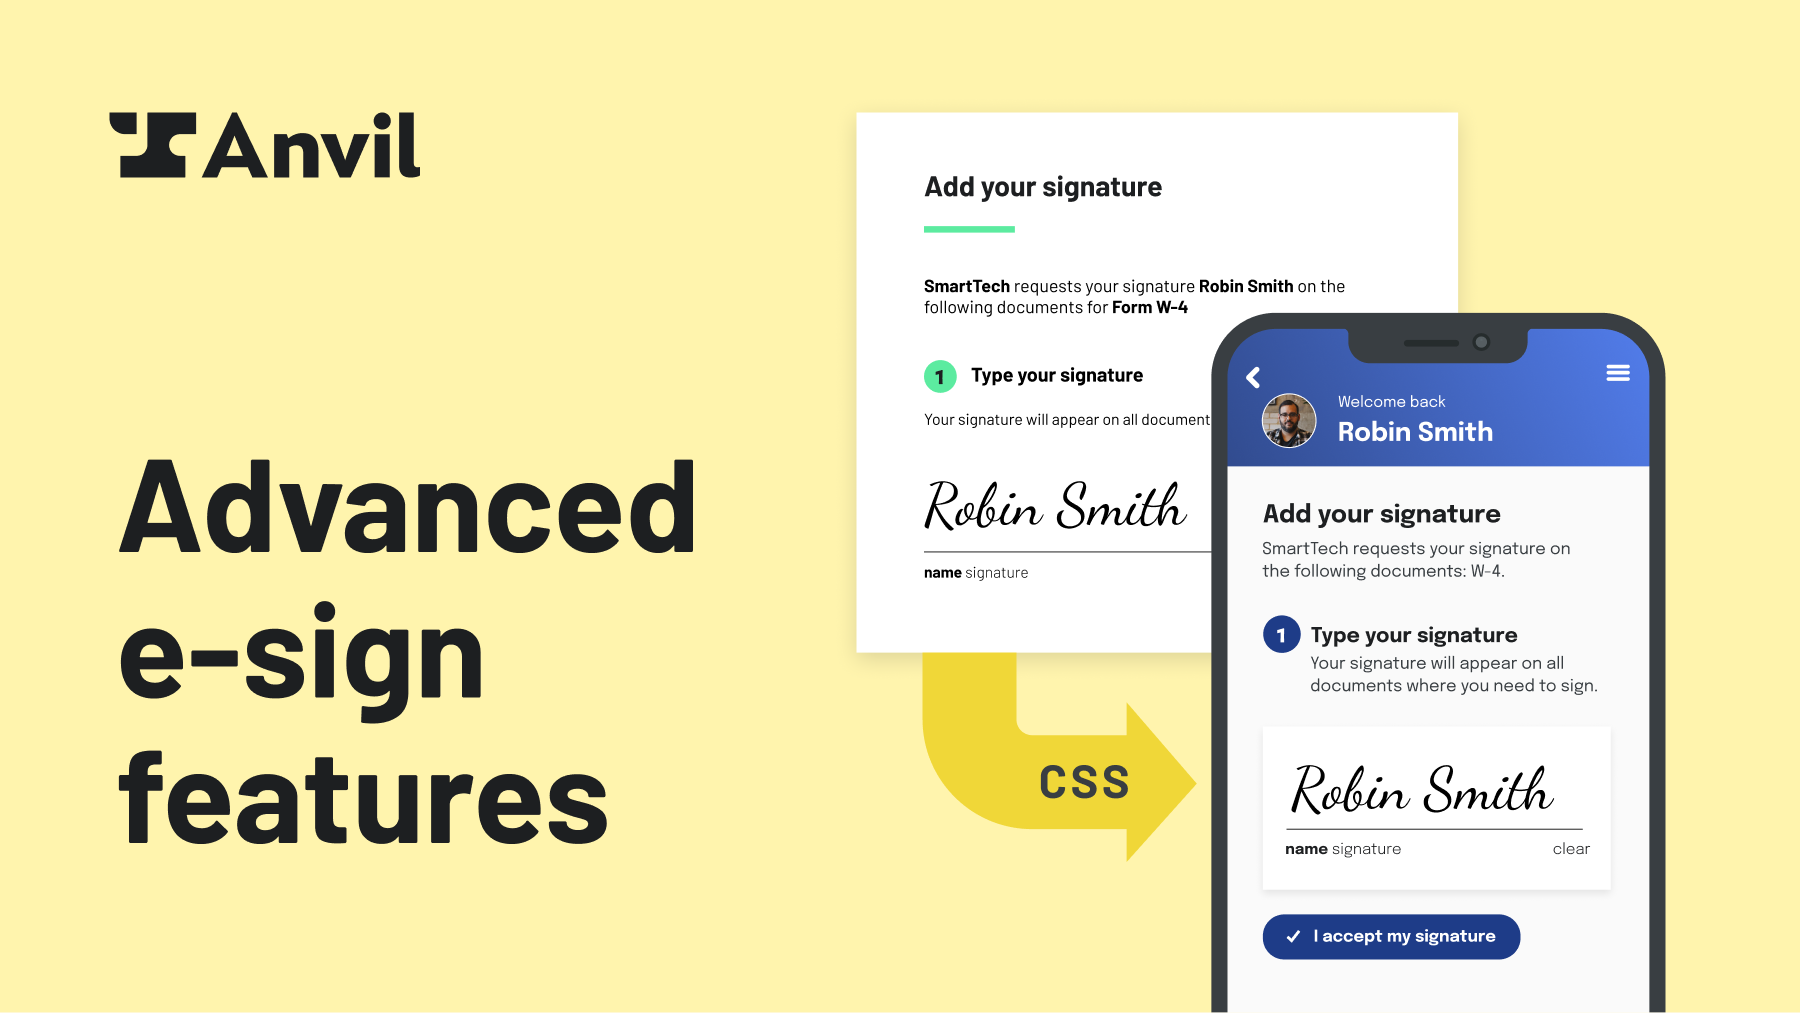 Anvil
Advanced
e-sign
features
Add your signature
SmartTech requests your signature Robin Smith on the
following documents for Form W-4
1 Type your signature
Your signature will appear on all document
Robin Smith
name signature
CSS
Welcome back
Robin Smith
Add your signature
SmartTech requests your signature on
the following documents: W-4.
1 Type your signature
Your signature will appear on all
documents where you need to sign.
Robin Smith
name signature clear
I accept my signature